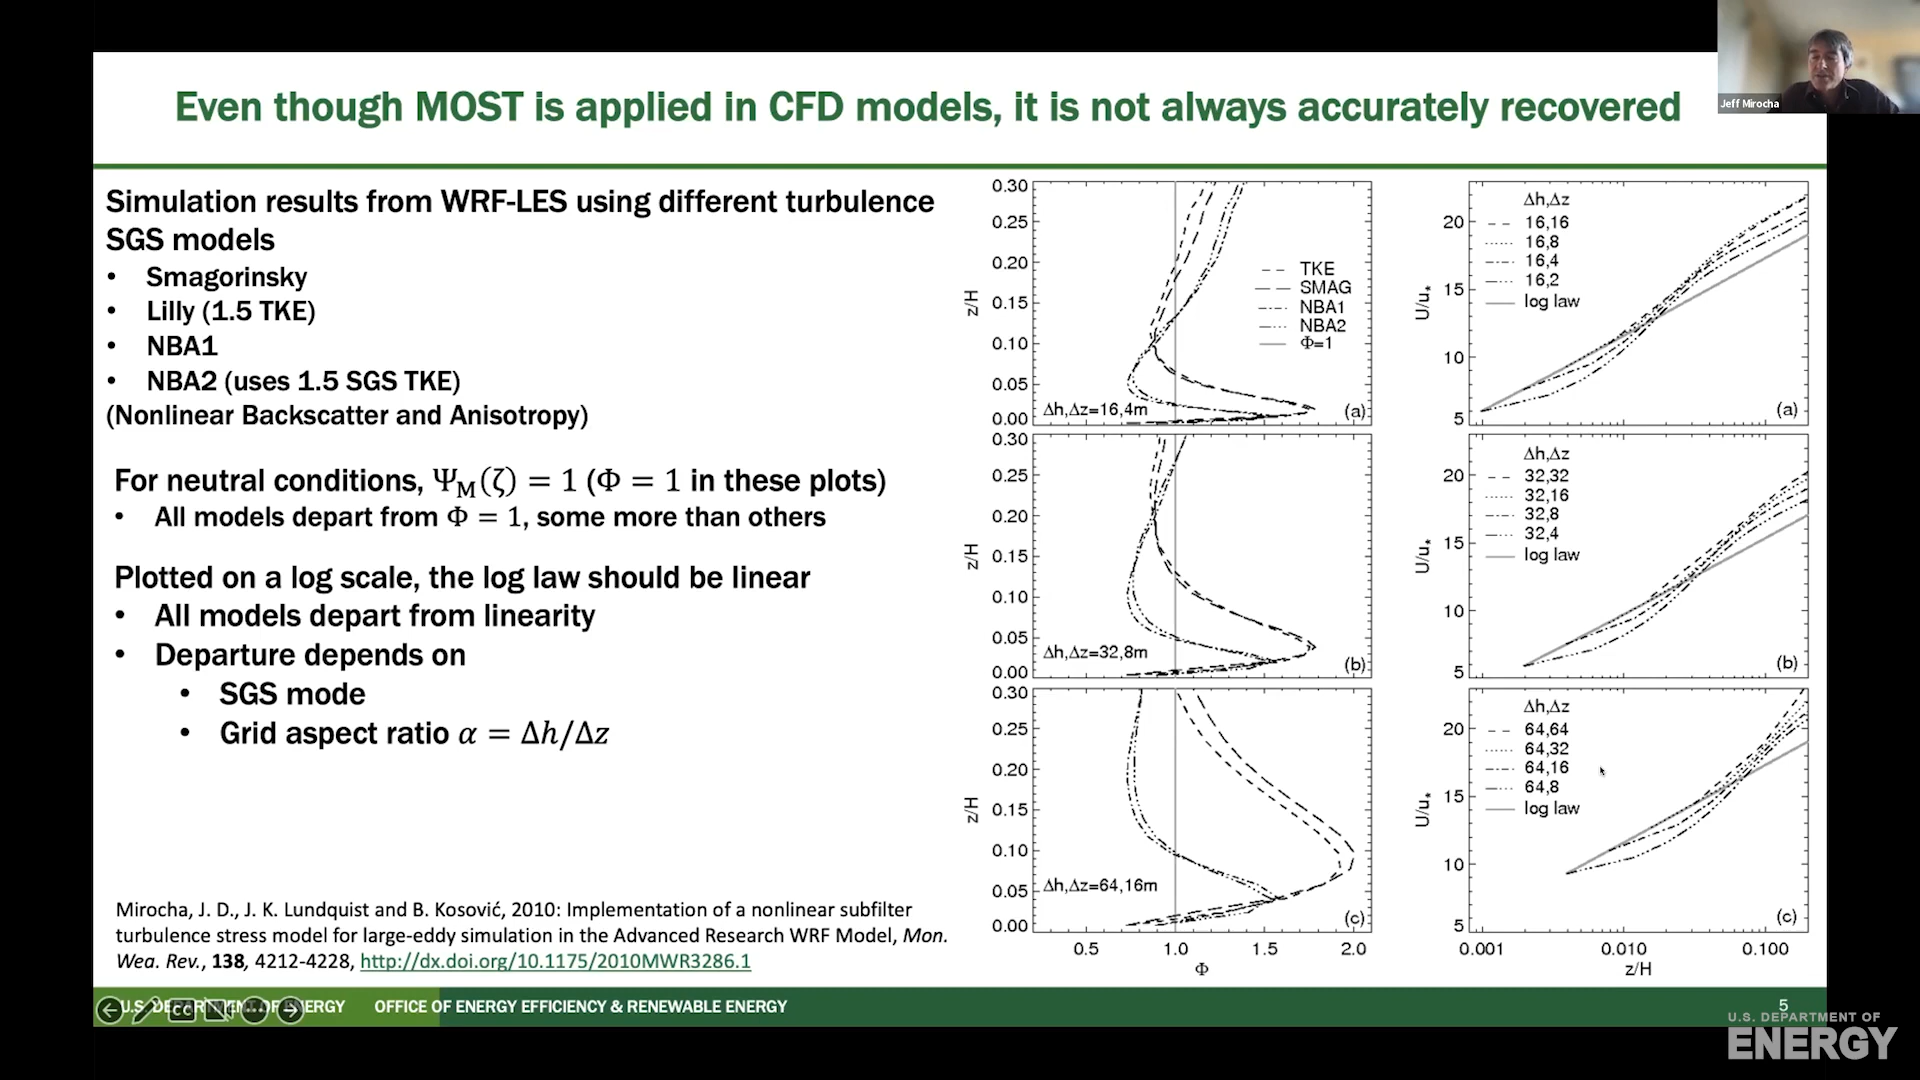 Jeff Mirocha
Even though MOST is applied in CFD models, it is not always accurately recovered
Simulation results from WRF-LES using different turbulence
SGS models
• Smagorinsky
• Lilly (1.5 TKE)
• NBA1
• NBA2 (uses 1.5 SGS TKE)
(Nonlinear Backscatter and Anisotropy)
For neutral conditions, Ψ_M(ζ) = 1 (Φ = 1 in these plots)
• All models depart from Φ = 1, some more than others
Plotted on a log scale, the log law should be linear
• All models depart from linearity
• Departure depends on
• SGS mode
• Grid aspect ratio α = Δh/Δz
Mirocha, J. D., J. K. Lundquist and B. Kosović, 2010: Implementation of a nonlinear subfilter
turbulence stress model for large-eddy simulation in the Advanced Research WRF Model, Mon.
Wea. Rev., 138, 4212-4228, http://dx.doi.org/10.1175/2010MWR3286.1
0.30
0.25
0.20
0.15
0.10
0.05
0.00
z/H
TKE
SMAG
NBA1
NBA2
Φ=1
Δh,Δz=16,4m
(a)
0.30
0.25
0.20
0.15
0.10
0.05
0.00
z/H
Δh,Δz=32,8m
(b)
0.30
0.25
0.20
0.15
0.10
0.05
0.00
z/H
Δh,Δz=64,16m
(c)
0.5 1.0 1.5 2.0
Φ
20
15
10
5
U/u*
Δh,Δz
16,16
16,8
16,4
16,2
log law
(a)
20
15
10
5
U/u*
Δh,Δz
32,32
32,16
32,8
32,4
log law
(b)
20
15
10
5
U/u*
Δh,Δz
64,64
64,32
64,16
64,8
log law
(c)
0.001 0.010 0.100
z/H
U.S. DEPARTMENT OF ENERGY OFFICE OF ENERGY EFFICIENCY & RENEWABLE ENERGY
CC
5
U.S. DEPARTMENT OF
ENERGY